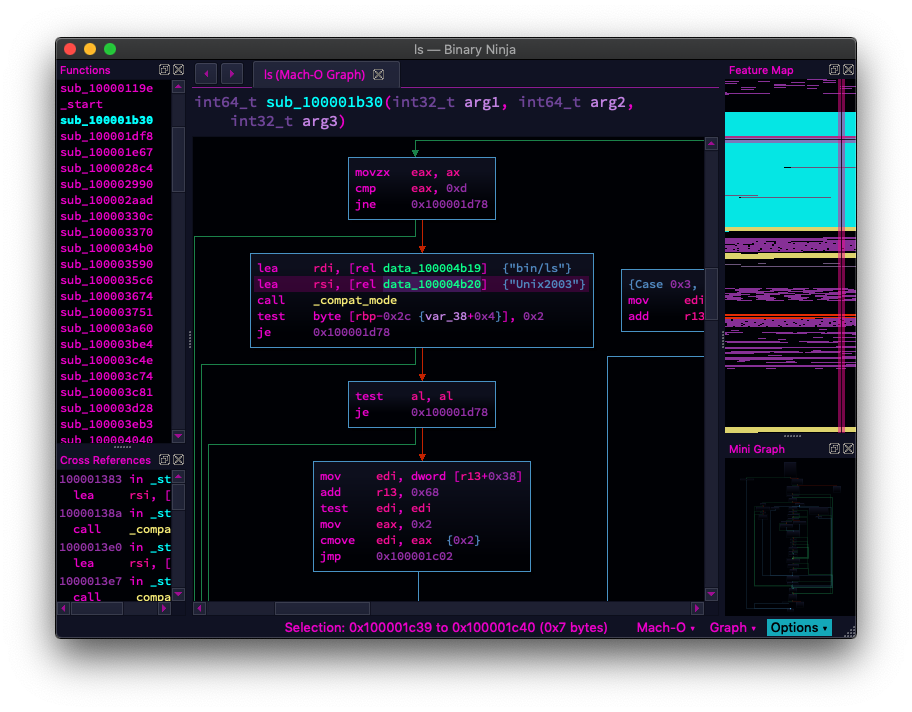 ls — Binary Ninja
Functions
sub_10000119e
_start
sub_100001b30
sub_100001df8
sub_100001e67
sub_1000028c4
sub_100002990
sub_100002aad
sub_10000330c
sub_100003370
sub_1000034b0
sub_100003590
sub_1000035c6
sub_100003674
sub_100003751
sub_100003a60
sub_100003be4
sub_100003c4e
sub_100003c74
sub_100003c81
sub_100003d28
sub_100003eb3
sub_100004040
Cross References
100001383 in _st
lea rsi, [
10000138a in _st
call _compa
1000013e0 in _st
lea rsi, [
1000013e7 in _st
call compa
ls (Mach-O Graph)
int64_t sub_100001b30(int32_t arg1, int64_t arg2,
int32_t arg3)
movzx eax, ax
cmp eax, 0xd
jne 0x100001d78
lea rdi, [rel data_100004b19] {"bin/ls"}
lea rsi, [rel data_100004b20] {"Unix2003"}
call _compat_mode
test byte [rbp-0x2c {var_38+0x4}], 0x2
je 0x100001d78
{Case 0x3,
mov edi
add r13
test al, al
je 0x100001d78
mov edi, dword [r13+0x38]
add r13, 0x68
test edi, edi
mov eax, 0x2
cmove edi, eax {0x2}
jmp 0x100001c02
Feature Map
Mini Graph
Selection: 0x100001c39 to 0x100001c40 (0x7 bytes)
Mach-O
Graph
Options